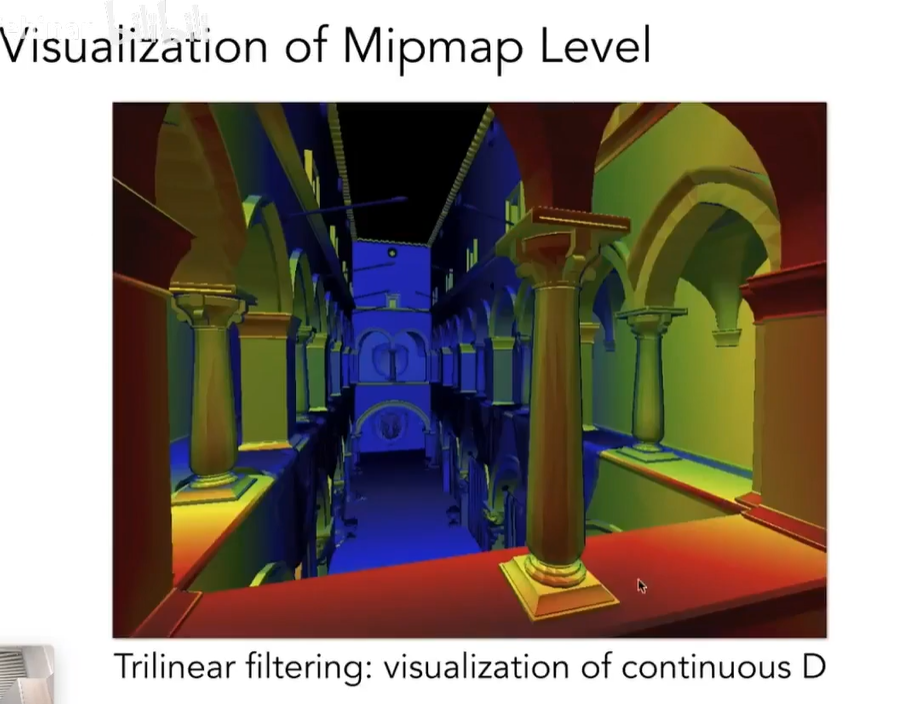 Visualization of Mipmap Level
Trilinear filtering: visualization of continuous D